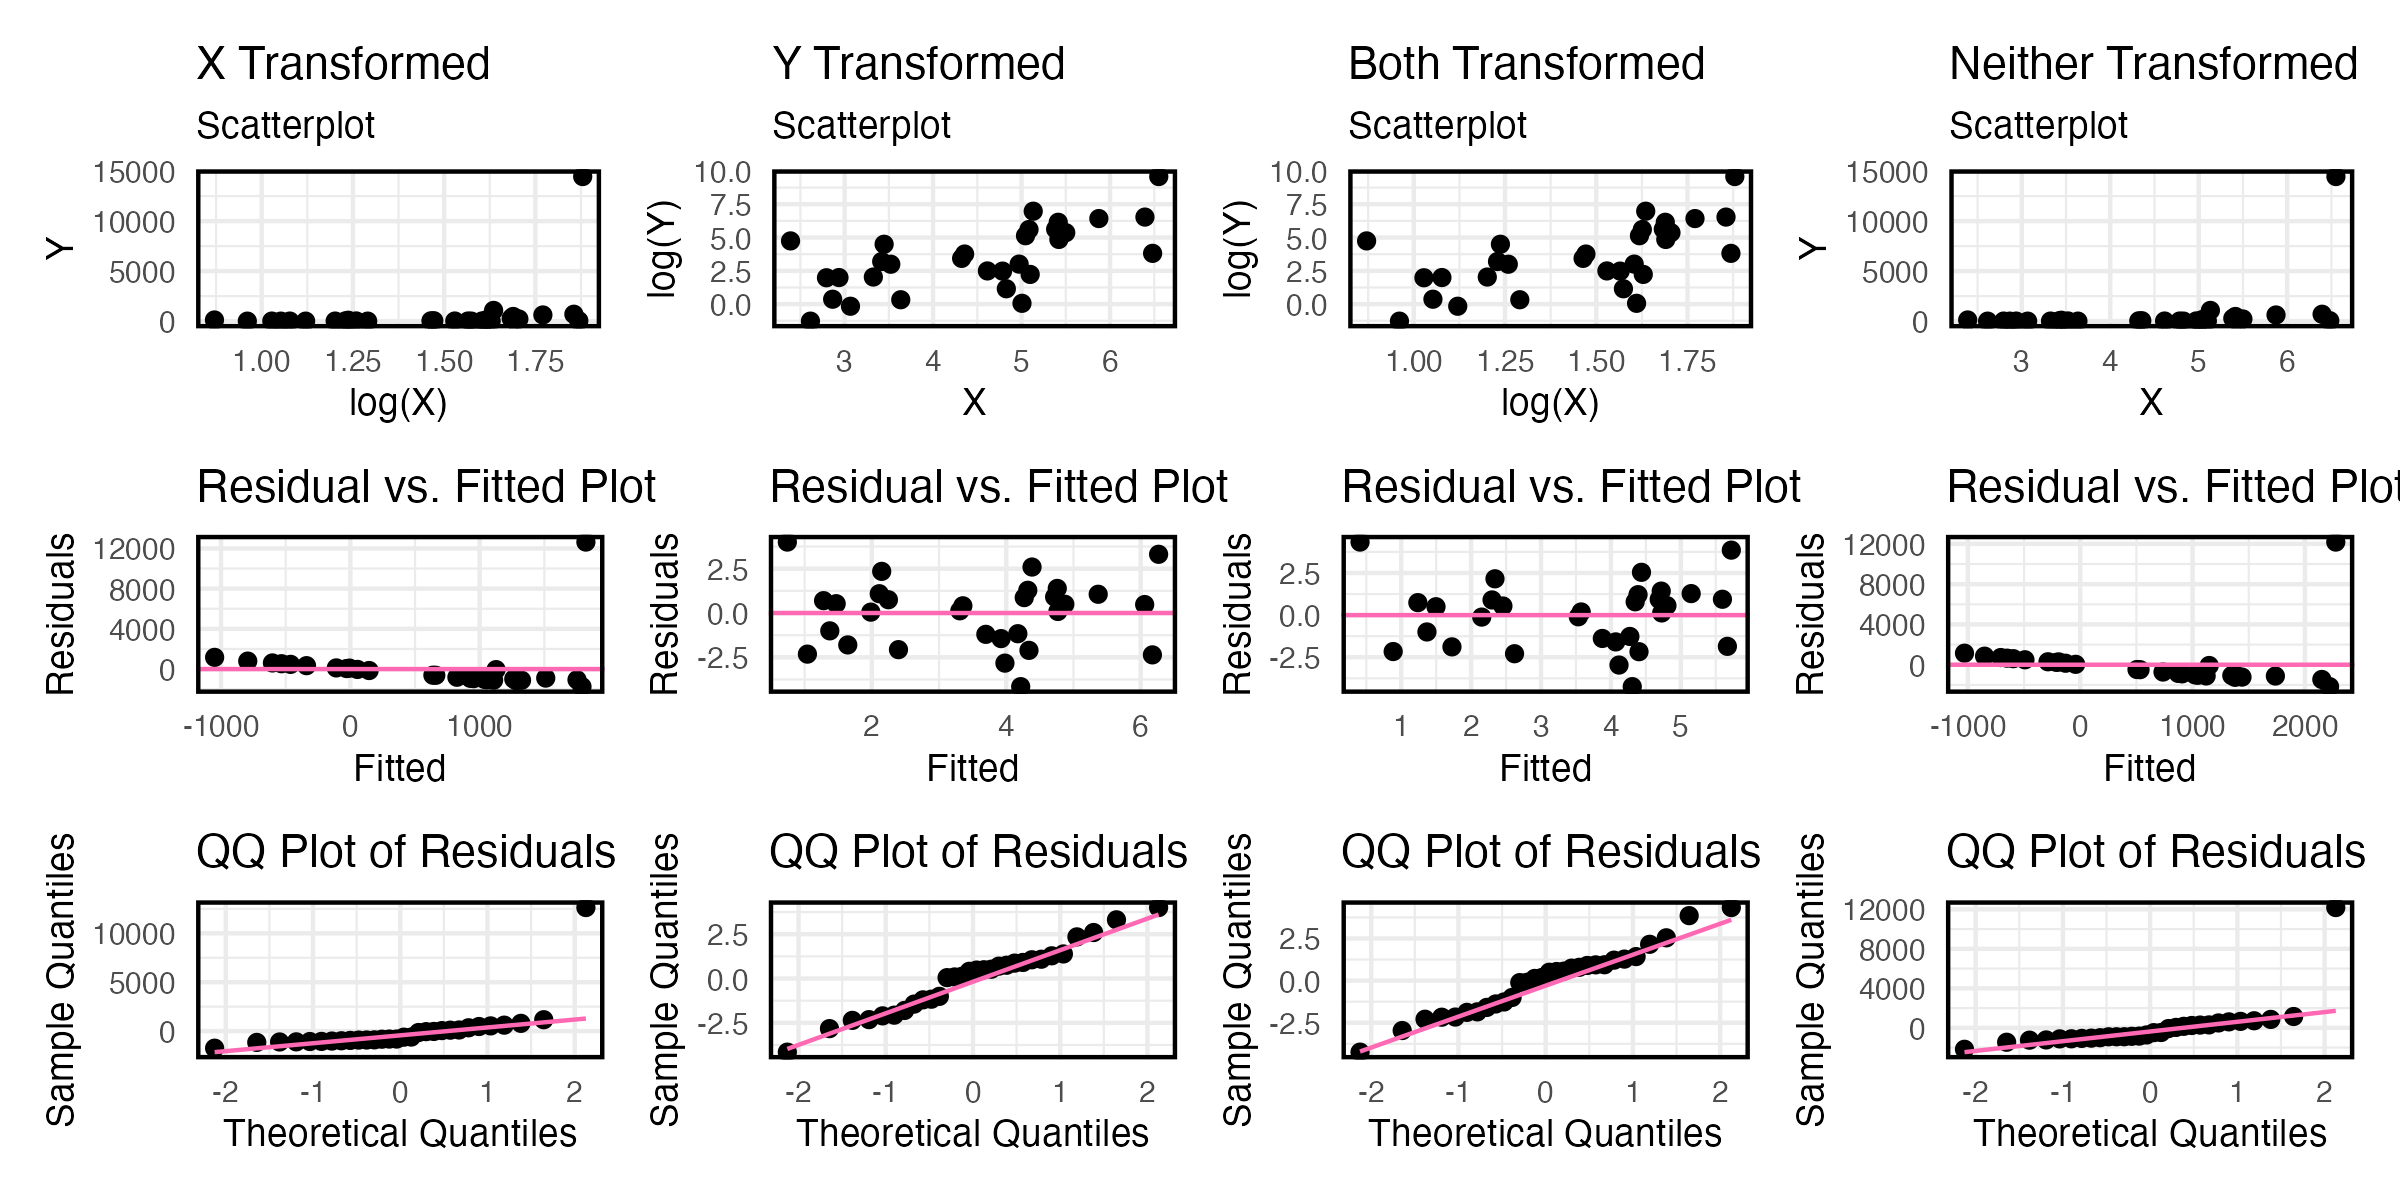 X Transformed
Y Transformed
Both Transformed
Neither Transformed
Scatterplot
Scatterplot
Scatterplot
Scatterplot
Y
15000
10000
5000
0
1.00 1.25 1.50 1.75
log(X)
log(Y)
10.0
7.5
5.0
2.5
0.0
3 4 5 6
X
log(Y)
10.0
7.5
5.0
2.5
0.0
1.00 1.25 1.50 1.75
log(X)
Y
15000
10000
5000
0
3 4 5 6
X
Residual vs. Fitted Plot
Residual vs. Fitted Plot
Residual vs. Fitted Plot
Residual vs. Fitted Plot
Residuals
12000
8000
4000
0
-1000 0 1000
Fitted
Residuals
2.5
0.0
-2.5
2 4 6
Fitted
Residuals
2.5
0.0
-2.5
1 2 3 4 5
Fitted
Residuals
12000
8000
4000
0
-1000 0 1000 2000
Fitted
QQ Plot of Residuals
QQ Plot of Residuals
QQ Plot of Residuals
QQ Plot of Residuals
Sample Quantiles
10000
5000
0
-2 -1 0 1 2
Theoretical Quantiles
Sample Quantiles
2.5
0.0
-2.5
-2 -1 0 1 2
Theoretical Quantiles
Sample Quantiles
2.5
0.0
-2.5
-2 -1 0 1 2
Theoretical Quantiles
Sample Quantiles
12000
8000
4000
0
-2 -1 0 1 2
Theoretical Quantiles